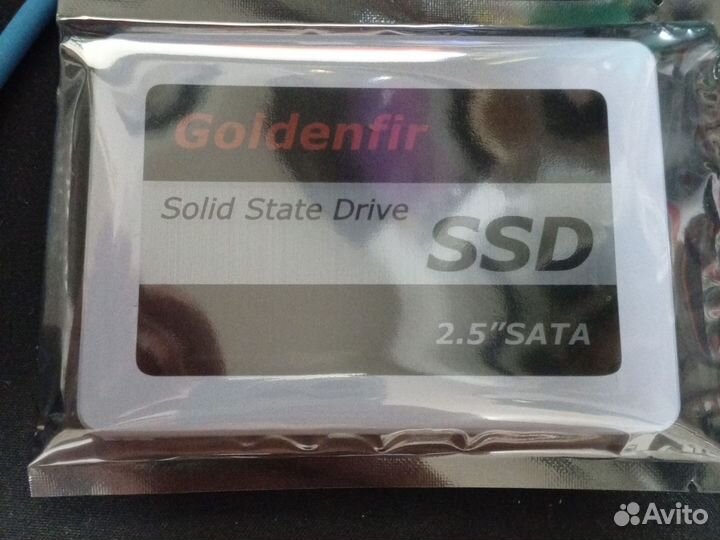 Goldenfir
Solid State Drive
SSD
2.5"SATA
Avito